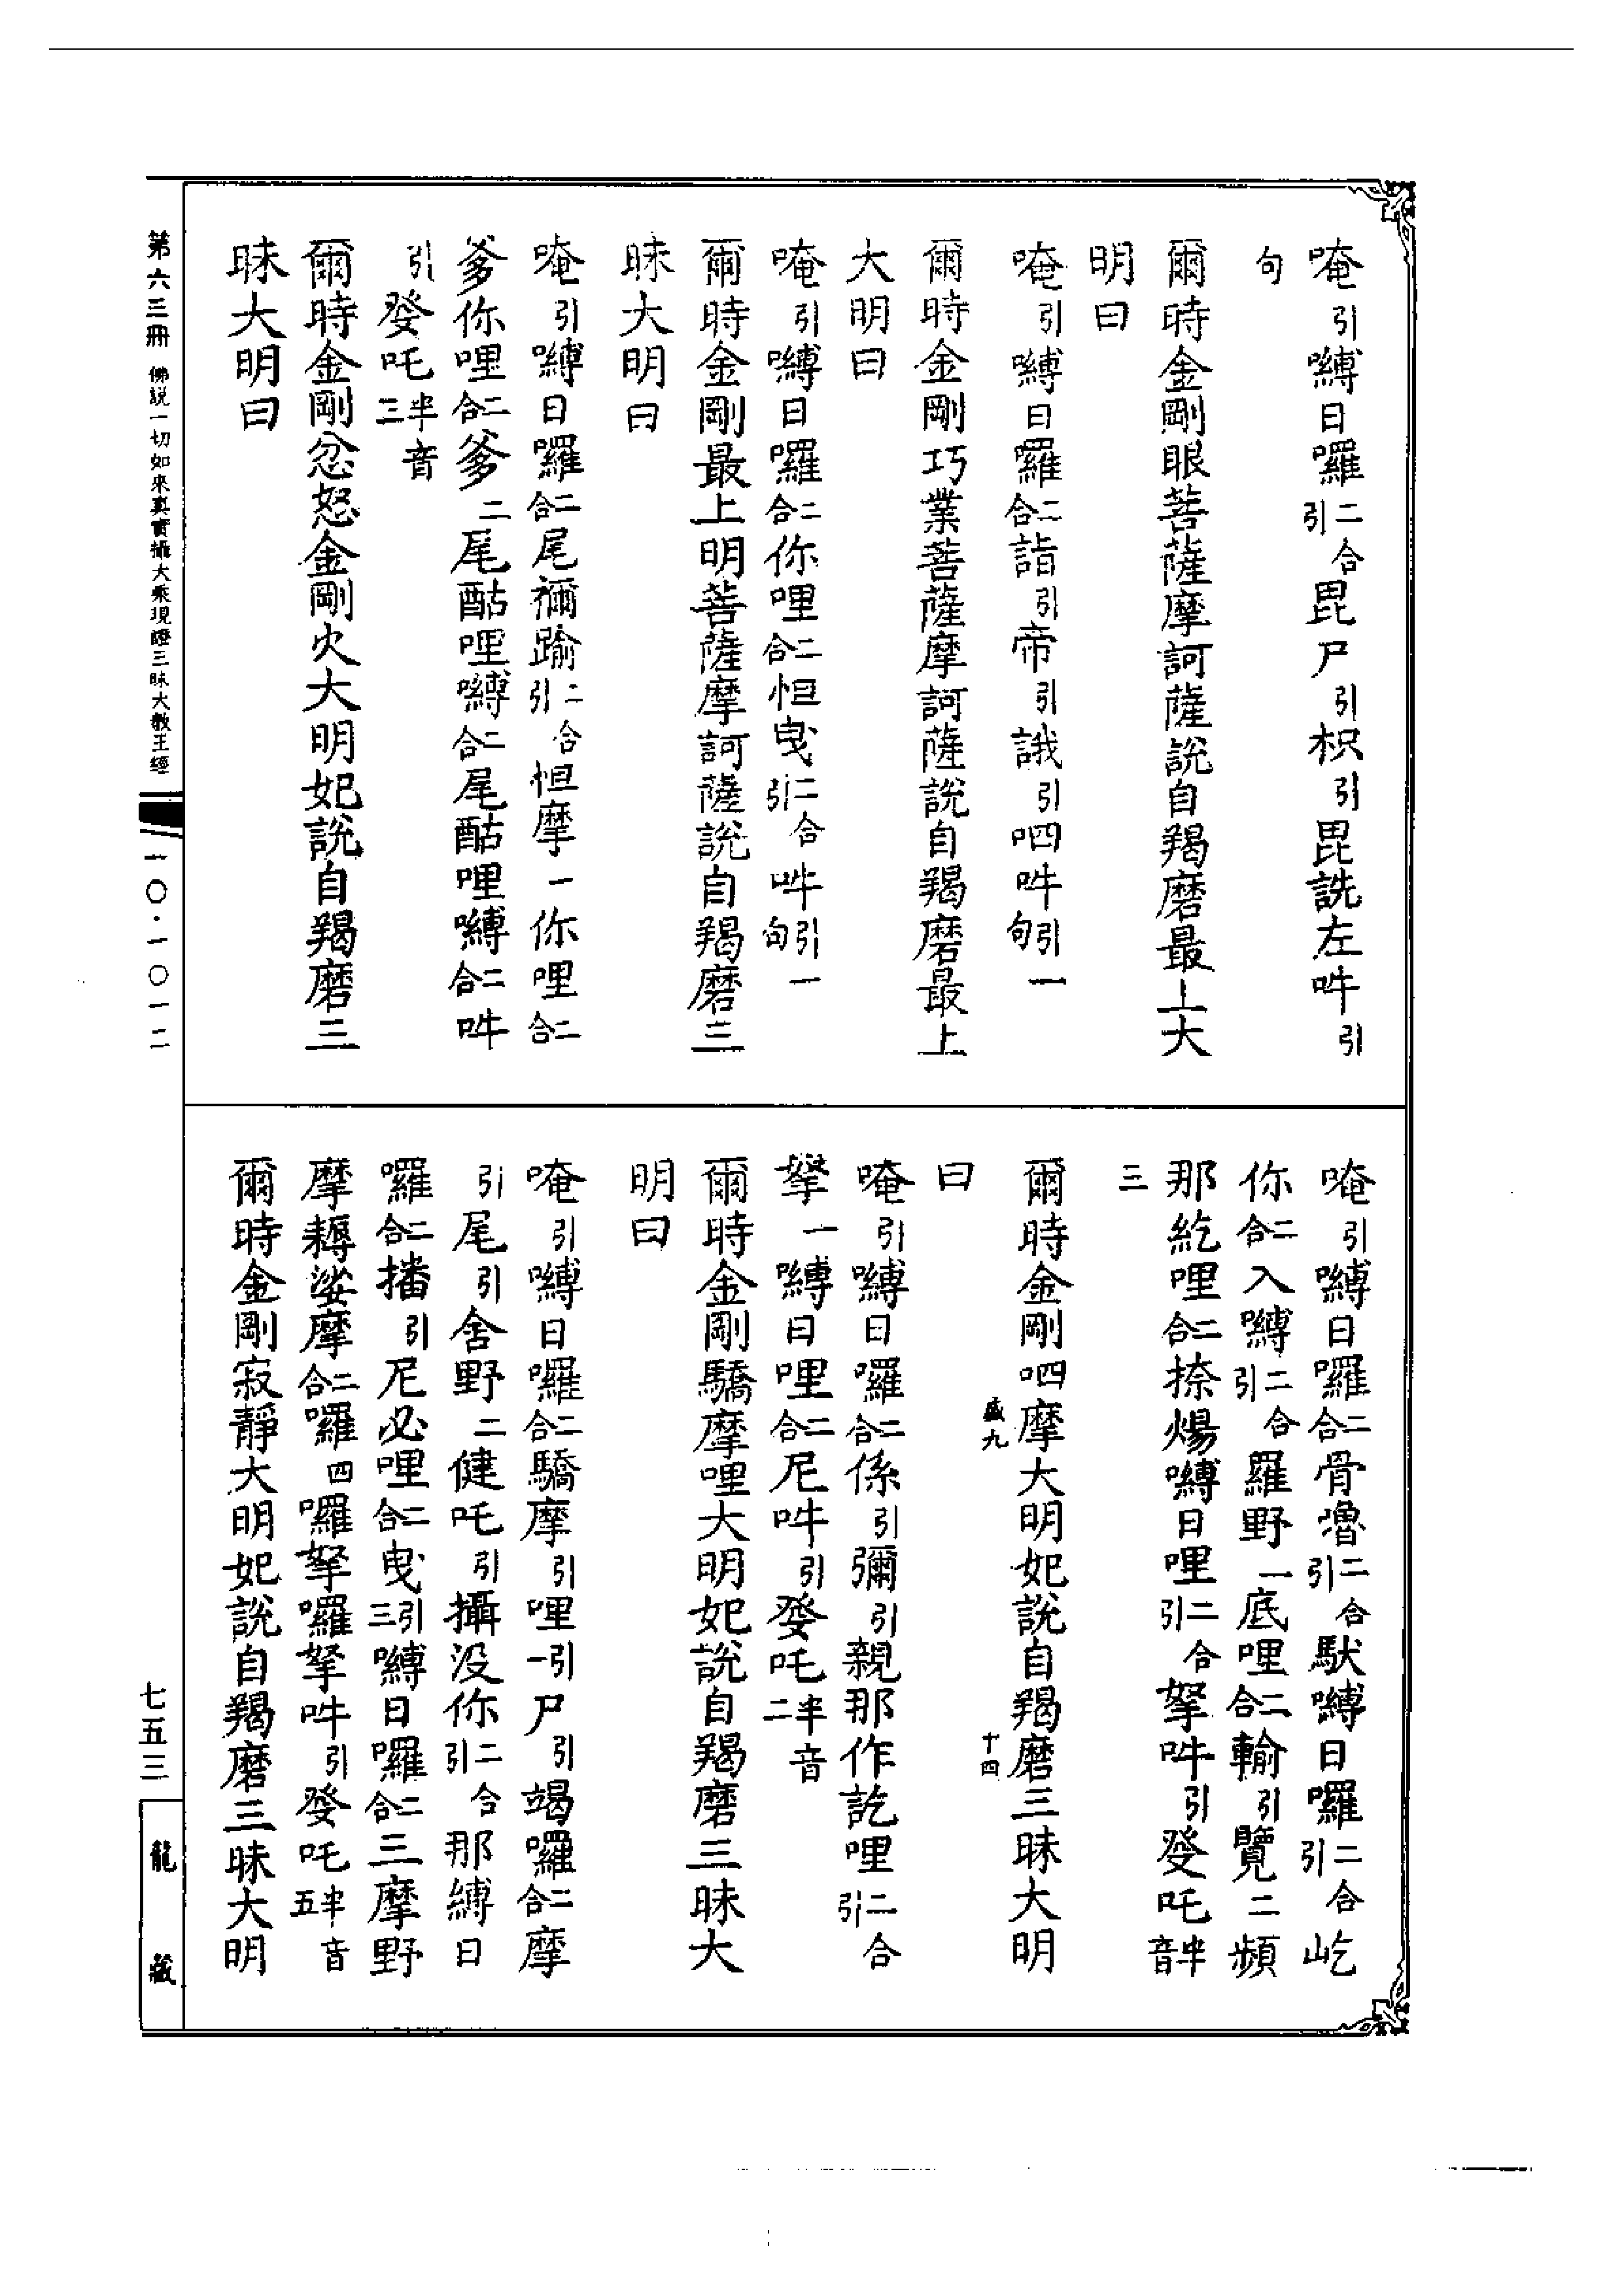 唵引嚩日囉二合引毘尸引枳引毘詵左吽引
句
爾時金剛眼菩薩摩訶薩說自羯磨最上大
明曰
唵引嚩日囉二合諳引帝引誐引呬吽引一句
爾時金剛巧業菩薩摩訶薩說自羯磨最上
大明曰
唵引嚩日囉二合你哩二合怛曳二合引吽引一句
爾時金剛最上明菩薩摩訶薩說自羯磨三
昧大明曰
唵引嚩日囉二合尾禰踰二合引怛摩一你哩二合
爹你哩二合爹二尾酤哩嚩二合尾酤哩嚩二合吽
引癹吒半音三
爾時金剛忿怒金剛火大明妃說自羯磨三
昧大明曰
唵引嚩日囉二合骨嚕二合引馱嚩日囉二合引屹
你二合入嚩二合引羅野一底哩二合輸引覽二頻
那紇哩二合捺煬嚩日哩二合引拏吽引癹吒半音
三
爾時金剛呬摩大明妃說自羯磨三昧大明
曰
唵引嚩日囉二合係引彌引親那作訖哩二合引
拏一嚩日哩二合尼吽引癹吒半音二
爾時金剛驕摩哩大明妃說自羯磨三昧大
明曰
唵引嚩日囉二合驕摩引哩引一尸引竭囉二合摩
引尾引舍野二健吒引攝没你二合引那縛日
囉二合播引尼必哩二合曳引三嚩日囉二合三摩野
摩耨娑摩二合囉四囉拏囉拏吽引癹吒半音五
爾時金剛寂靜大明妃說自羯磨三昧大明
盛九
十四
第六三冊 佛說一切如來真實攝大乘現證三昧大教王經
一〇・一〇一二
七五三
龍藏